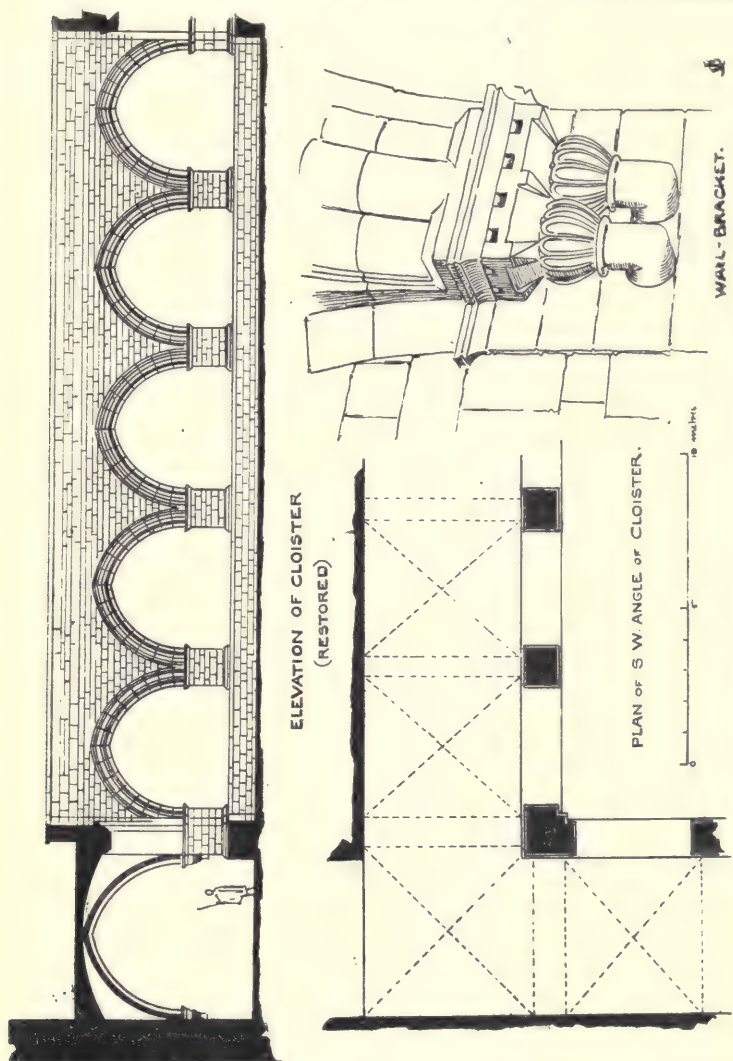 ELEVATION OF CLOISTER
(RESTORED)
WALL-BRACKET.
PLAN OF S W. ANGLE OF CLOISTER.
0 5 10 metres